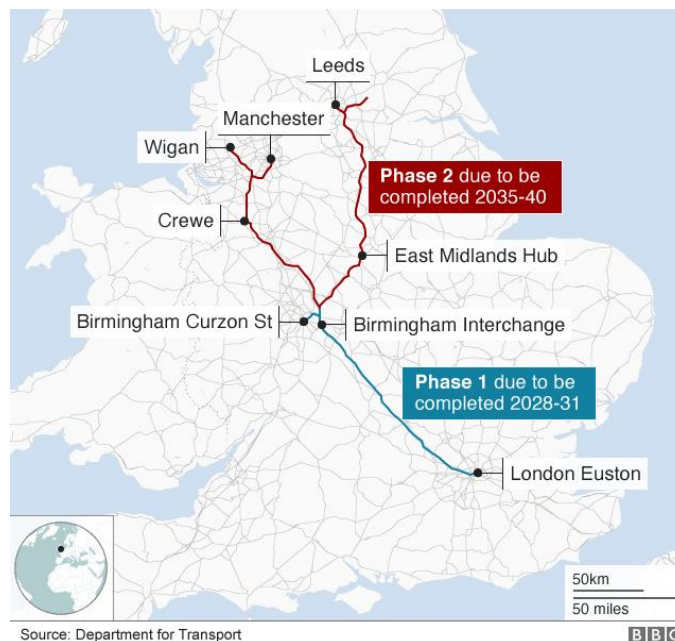 Leeds
Manchester
Wigan
Phase 2 due to be
completed 2035-40
Crewe
East Midlands Hub
Birmingham Curzon St
Birmingham Interchange
Phase 1 due to be
completed 2028-31
London Euston
50km
50 miles
Source: Department for Transport
BBC